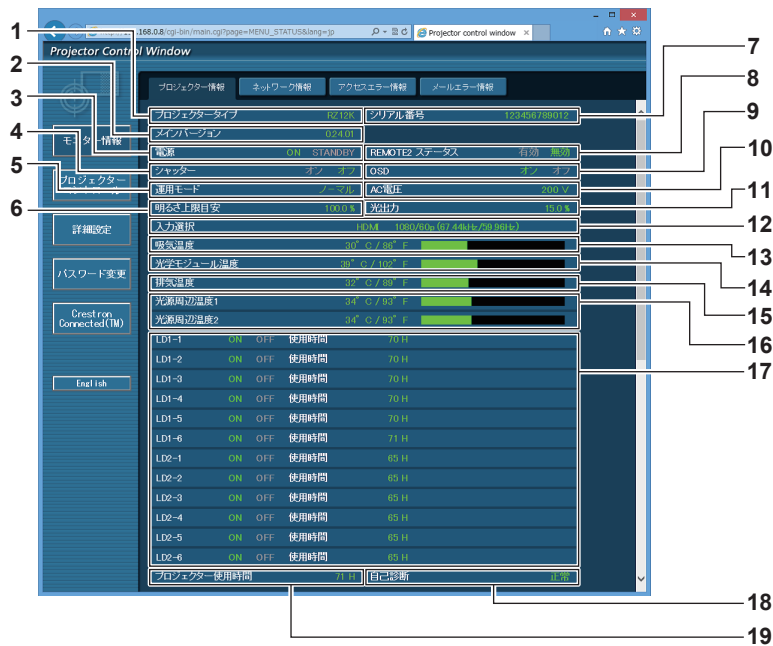 168.0.8/cgi-bin/main.cgi?page=MENU_STATUS&lang=jp
Projector control window
Projector Control Window
プロジェクター情報 ネットワーク情報 アクセスエラー情報 メールエラー情報
モニター情報
プロジェクター
詳細設定
パスワード変更
Crestron
Connected(TM)
English
プロジェクタータイプ RZ12K シリアル番号 123456789012
メインバージョン 0.24.01
電源 ON STANDBY REMOTE2 ステータス 有効 無効
シャッター オン オフ OSD オン オフ
運用モード ノーマル AC電圧 200 V
明るさ上限目安 100.0 % 光出力 15.0 %
入力選択 HDMI 1080/60p (67.44kHz/59.96Hz)
吸気温度 30° C / 86° F
光学モジュール温度 39° C / 102° F
排気温度 32° C / 89° F
光源周辺温度1 34° C / 93° F
光源周辺温度2 34° C / 93° F
LD1-1 ON OFF 使用時間 70 H
LD1-2 ON OFF 使用時間 70 H
LD1-3 ON OFF 使用時間 70 H
LD1-4 ON OFF 使用時間 70 H
LD1-5 ON OFF 使用時間 70 H
LD1-6 ON OFF 使用時間 71 H
LD2-1 ON OFF 使用時間 65 H
LD2-2 ON OFF 使用時間 65 H
LD2-3 ON OFF 使用時間 65 H
LD2-4 ON OFF 使用時間 65 H
LD2-5 ON OFF 使用時間 65 H
LD2-6 ON OFF 使用時間 65 H
プロジェクター使用時間 71 H 自己診断 正常
1
2
3
4
5
6
7
8
9
10
11
12
13
14
15
16
17
18
19